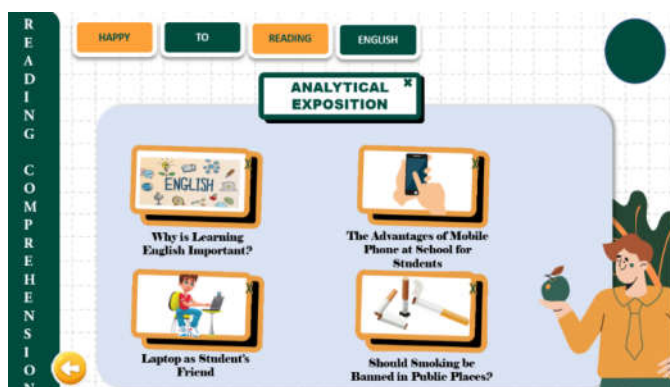 READING COMPREHENSION
HAPPY
TO
READING
ENGLISH
ANALYTICAL
EXPOSITION
ENGLISH
Why is Learning
English Important?
The Advantages of Mobile
Phone at School for
Students
Laptop as Student's
Friend
Should Smoking be
Banned in Public Places?